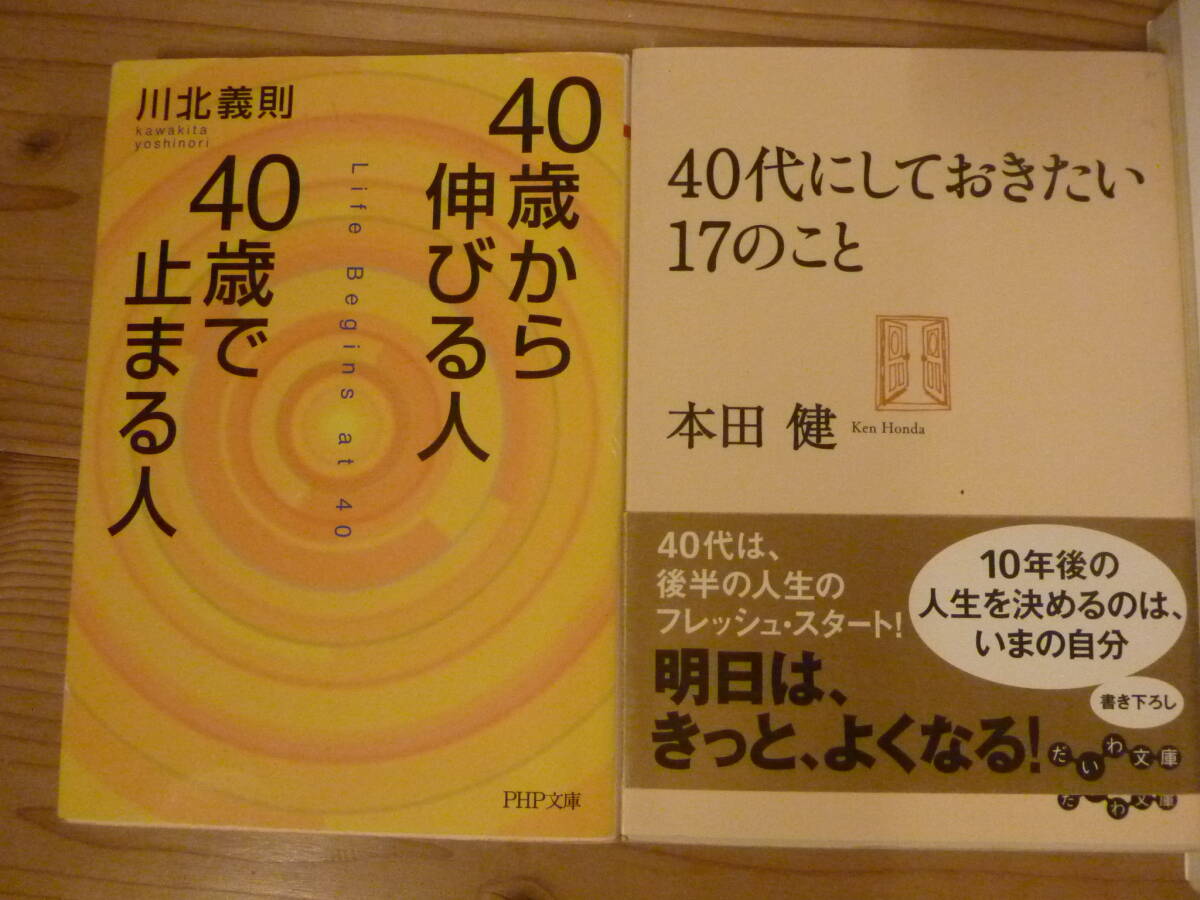 川北義則
kawakita
yoshinori
40歳から
伸びる人
Life Begins at 40
40歳で
止まる人
PHP文庫
40代にしておきたい
17のこと
本田 健
Ken Honda
40代は、
後半の人生の
フレッシュ・スタート!
明日は、
きっと、よくなる!
10年後の
人生を決めるのは、
いまの自分
書き下ろし
だいわ文庫
だいわ文庫